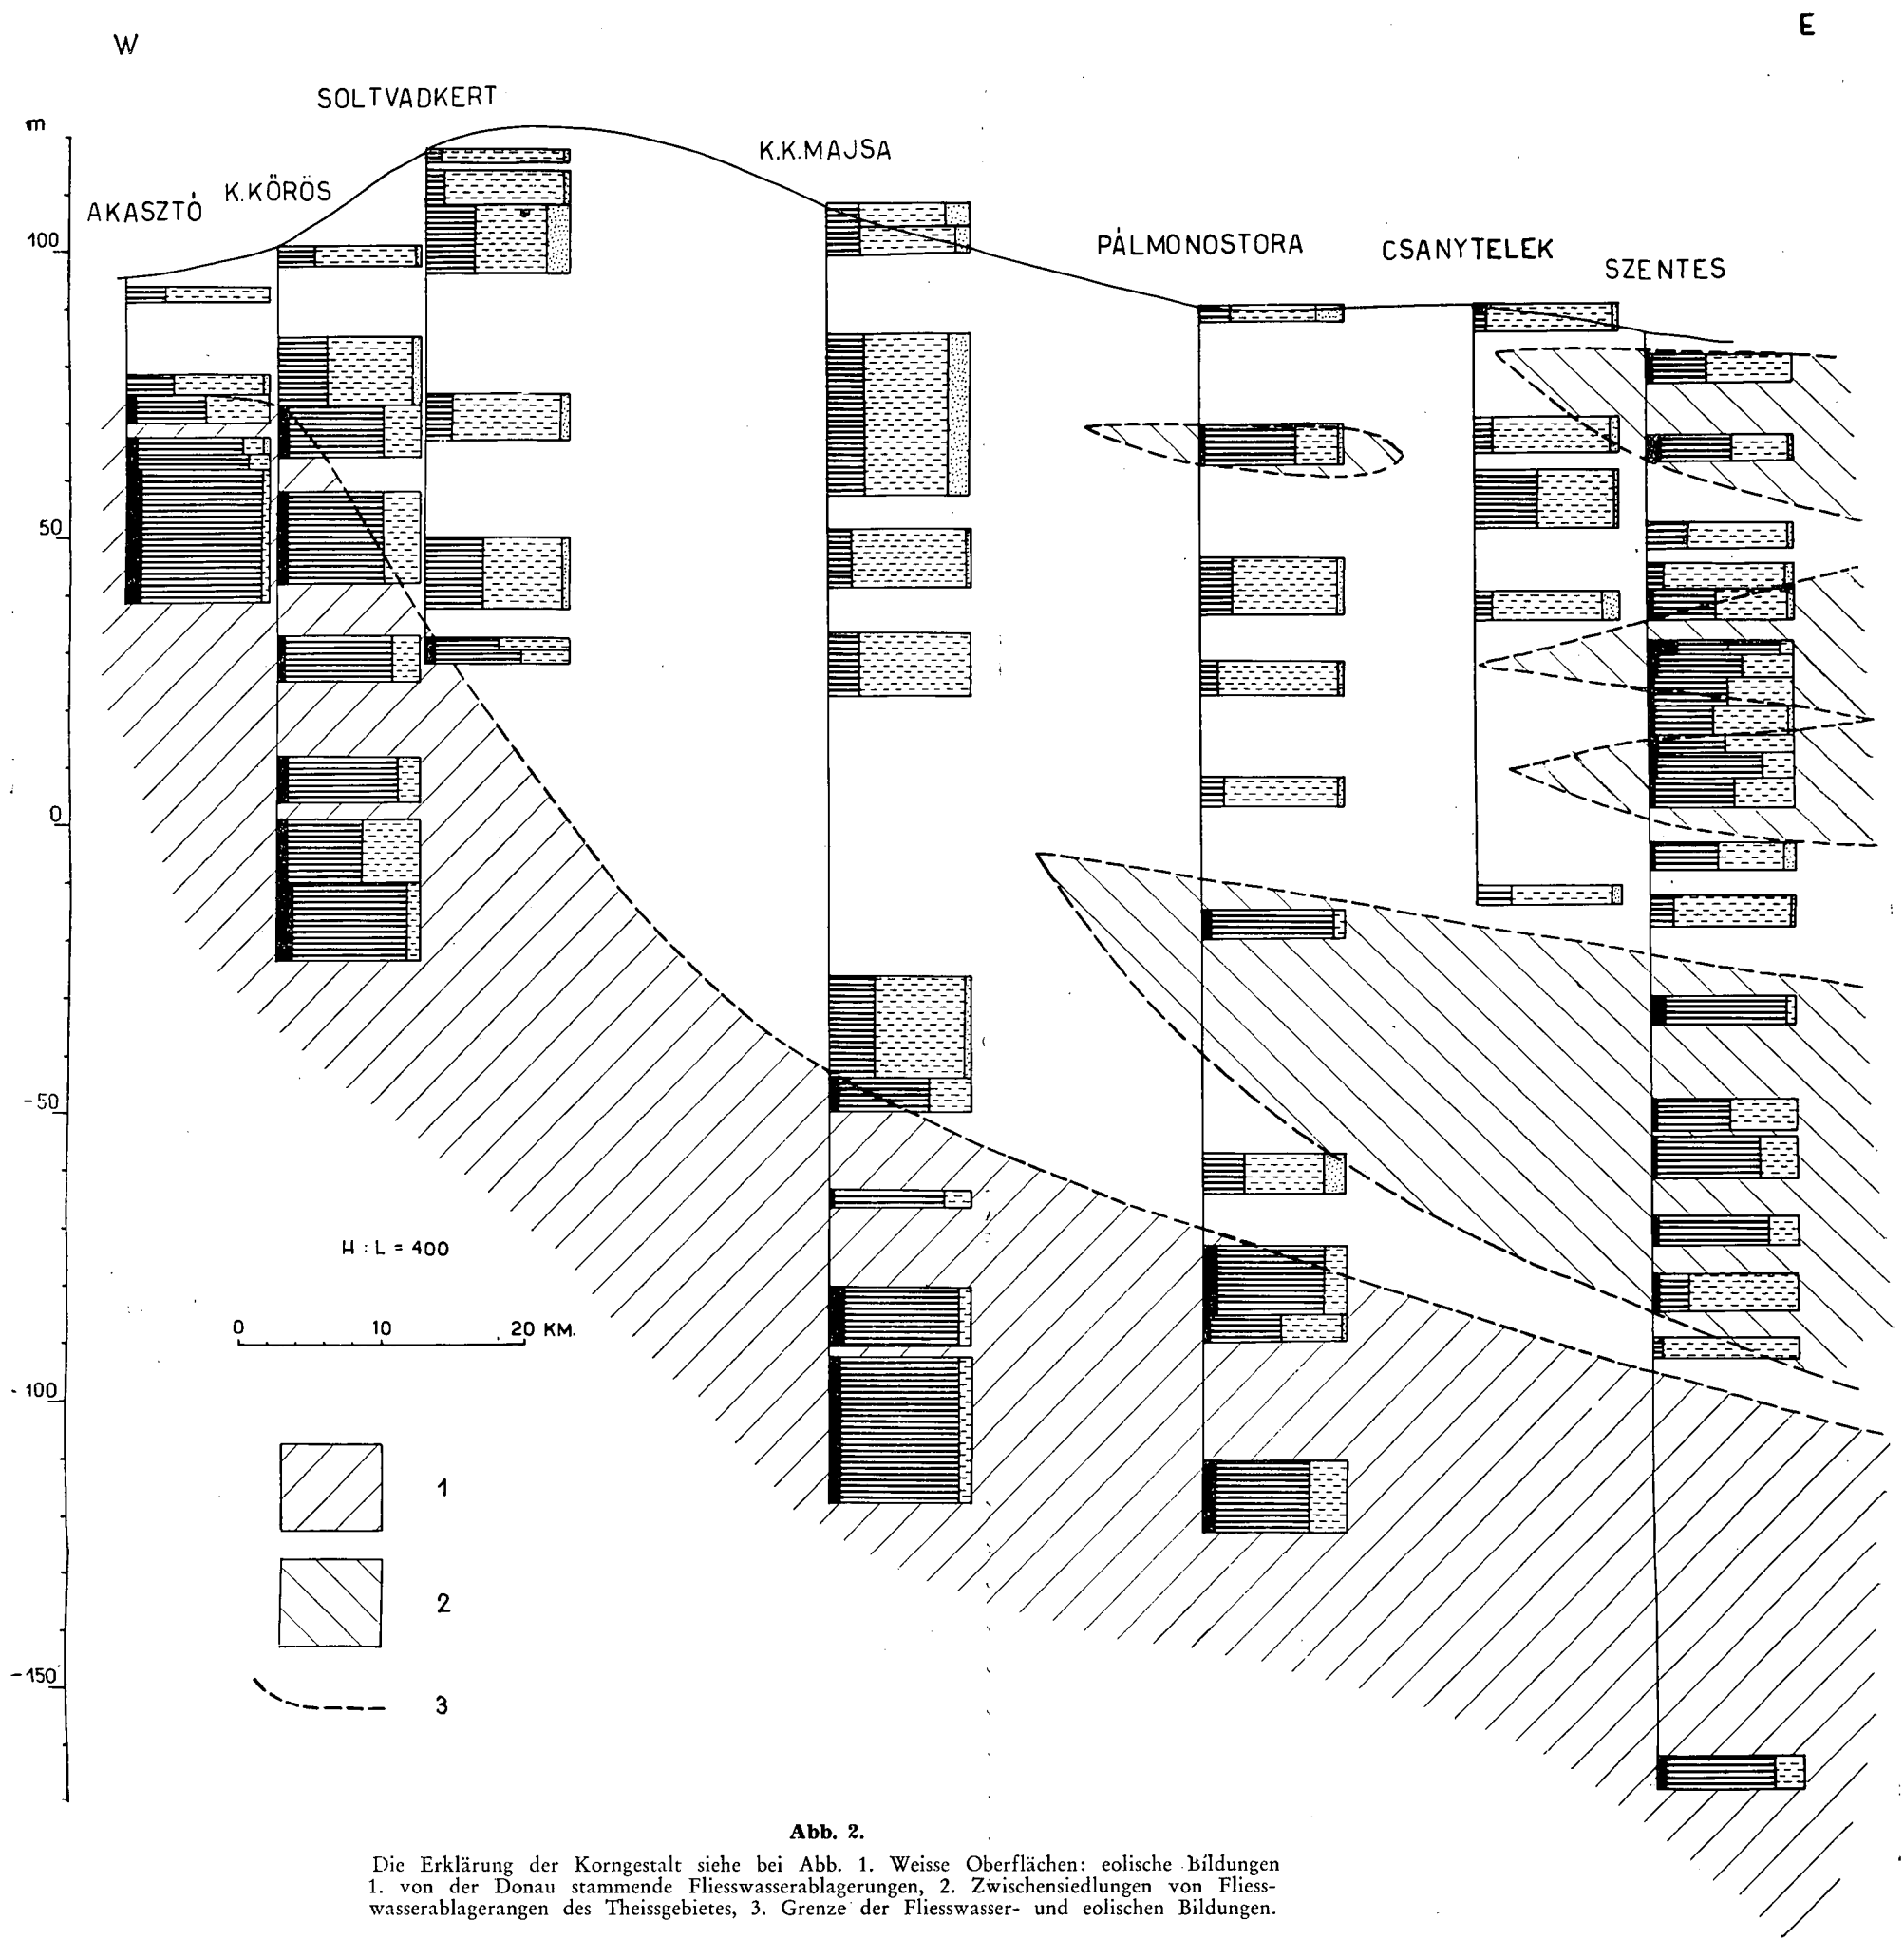 W
E
SOLTVADKERT
m
K.K.MAJSA
K.KŐRÖS
AKASZTÓ
100
PÁLMONOSTORA
CSANYTELEK
SZENTES
50
0
-50
H : L = 400
0 10 20 KM.
-100
1
2
-150
3
Abb. 2.
Die Erklärung der Korngestalt siehe bei Abb. 1. Weisse Oberflächen: eolische Bildungen
1. von der Donau stammende Fliesswasserablagerungen, 2. Zwischensiedlungen von Fliess-
wasserablagerangen des Theissgebietes, 3. Grenze der Fliesswasser- und eolischen Bildungen.